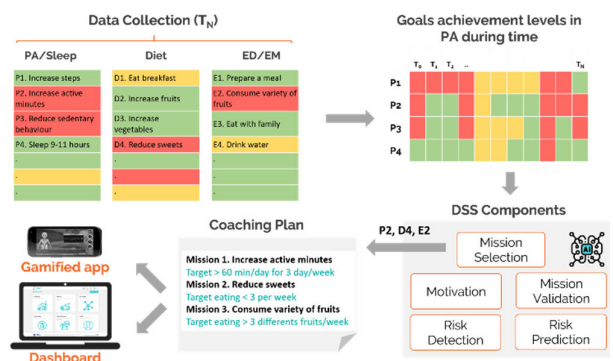 Data Collection (TN)
PA/Sleep
Diet
ED/EM
P1. Increase steps
P2. Increase active
minutes
P3. Reduce sedentary
behaviour
P4. Sleep 9-11 hours
D1. Eat breakfast
D2. Increase fruits
D3. Increase
vegetables
D4. Reduce sweets
E1. Prepare a meal
E2. Consume variety of
fruits
E3. Eat with family
E4. Drink water
Goals achievement levels in
PA during time
T0 T1 T2 .. TN
P1
P2
P3
P4
DSS Components
Mission
Selection
AI
Motivation
Mission
Validation
Risk
Detection
Risk
Prediction
P2, D4, E2
Coaching Plan
Mission 1. Increase active minutes
Target > 60 min/day for 3 day/week
Mission 2. Reduce sweets
Target eating < 3 per week
Mission 3. Consume variety of fruits
Target eating > 3 differents fruits/week
Gamified app
Dashboard